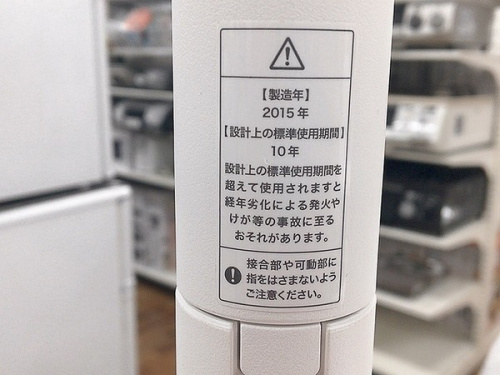 【製造年】
2015年
【設計上の標準使用期間】
10年
設計上の標準使用期間を
超えて使用されますと
経年劣化による発火や
けが等の事故に至る
おそれがあります。
接合部や可動部に
指をはさまないよう
ご注意ください。